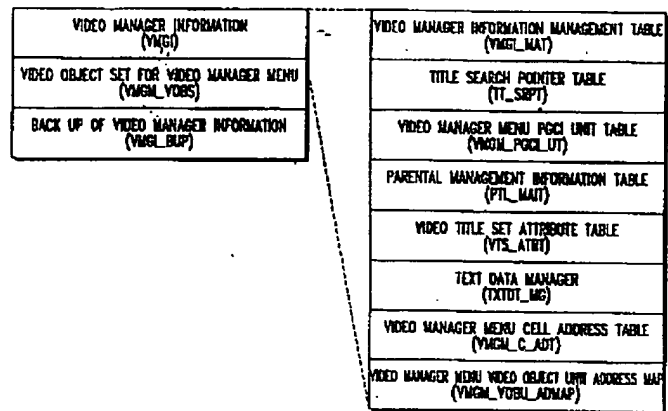 VIDEO MANAGER INFORMATION
(VMGI)
VIDEO OBJECT SET FOR VIDEO MANAGER MENU
(VMGM_VOBS)
BACK UP OF VIDEO MANAGER INFORMATION
(VMGI_BUP)
VIDEO MANAGER INFORMATION MANAGEMENT TABLE
(VMGI_MAT)
TITLE SEARCH POINTER TABLE
(TT_SRPT)
VIDEO MANAGER MENU PGCI UNIT TABLE
(VMGM_PGCI_UT)
PARENTAL MANAGEMENT INFORMATION TABLE
(PTL_MAIT)
VIDEO TITLE SET ATTRIBUTE TABLE
(VTS_ATRT)
TEXT DATA MANAGER
(TXTDT_MG)
VIDEO MANAGER MENU CELL ADDRESS TABLE
(VMGM_C_ADT)
VIDEO MANAGER MENU VIDEO OBJECT UNIT ADDRESS MAP
(VMGM_VOBU_ADMAP)